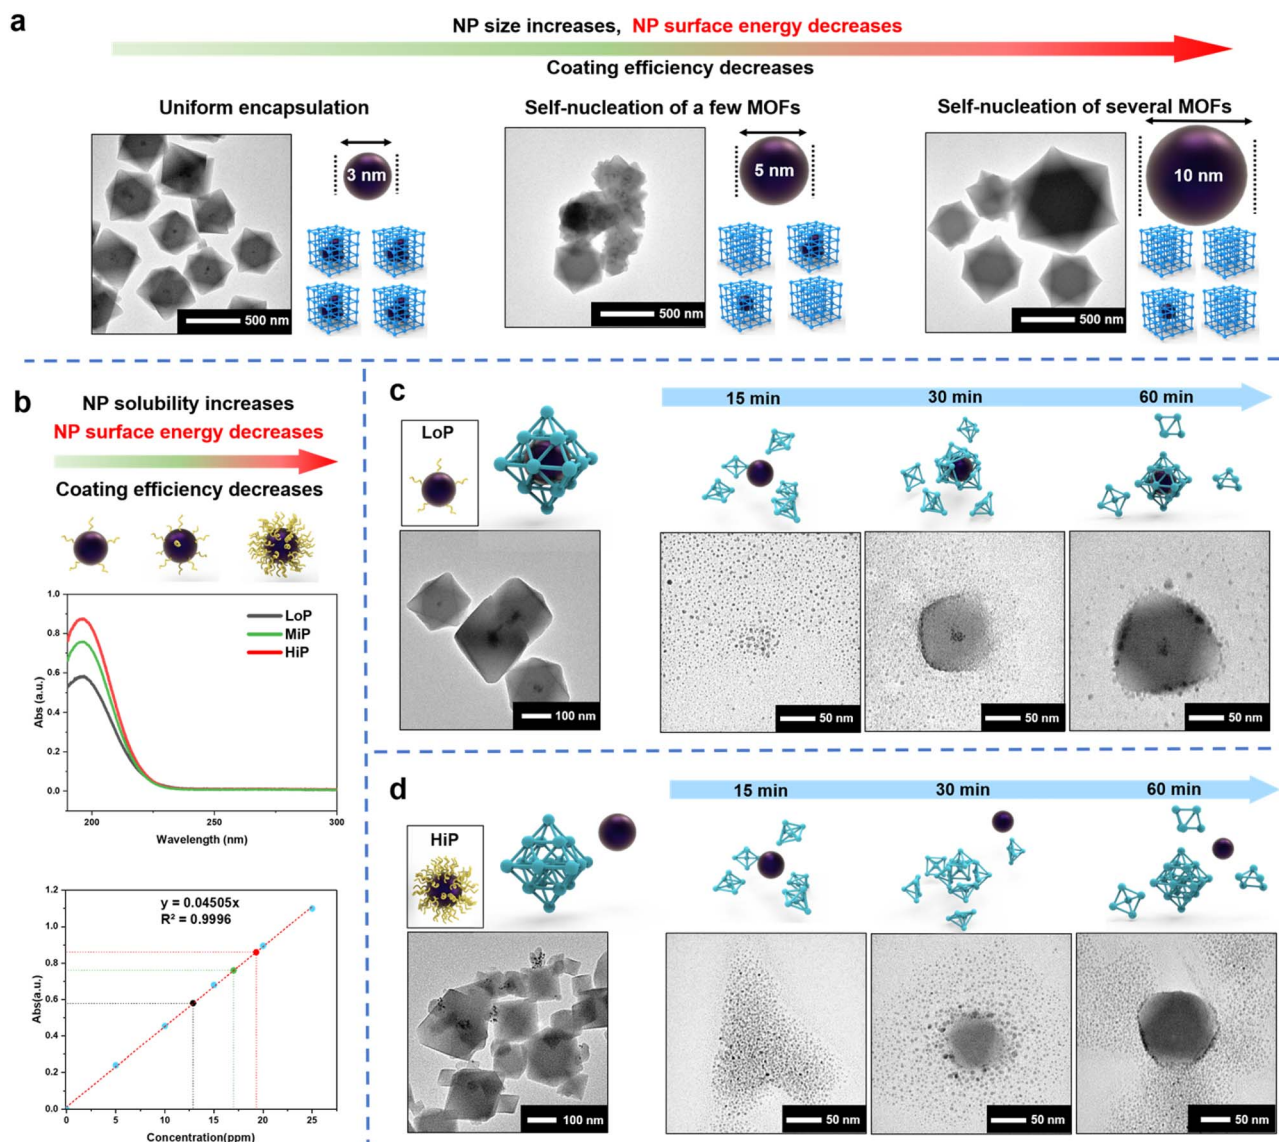 a
NP size increases, NP surface energy decreases
Coating efficiency decreases
Uniform encapsulation
Self-nucleation of a few MOFs
Self-nucleation of several MOFs
3 nm
5 nm
10 nm
500 nm
500 nm
500 nm
b
NP solubility increases
NP surface energy decreases
Coating efficiency decreases
LoP
MiP
HiP
1.0
0.8
0.6
0.4
0.2
0.0
Abs (a.u.)
200
250
300
Wavelength (nm)
y = 0.04505x
R² = 0.9996
1.2
1.0
0.8
0.6
0.4
0.2
0.0
Abs(a.u.)
0
5
10
15
20
25
Concentration(ppm)
c
LoP
15 min
30 min
60 min
100 nm
50 nm
50 nm
50 nm
d
HiP
15 min
30 min
60 min
100 nm
50 nm
50 nm
50 nm